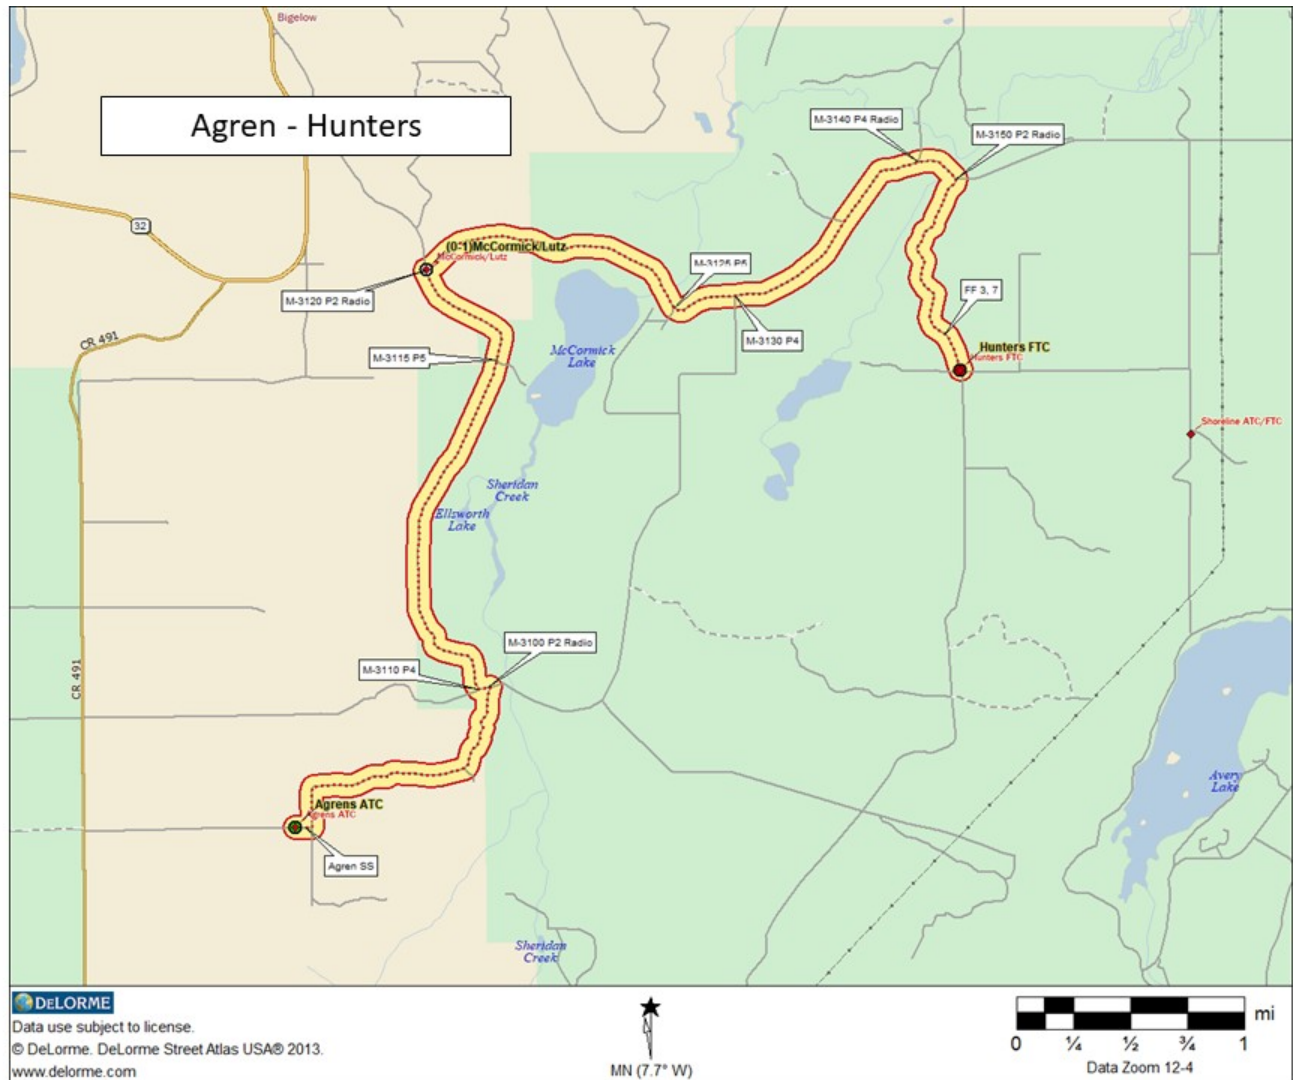 Bigelow
Agren - Hunters
M-3140 P4 Radio
M-3150 P2 Radio
32
(0:1)McCormick/Lutz
McCormick/Lutz
M-3125 P5
M-3120 P2 Radio
FF 3, 7
CR 491
M-3130 P4
Hunters FTC
Hunters FTC
M-3115 P5
McCormick
Lake
Shoreline ATC/FTC
Sheridan
Creek
Ellsworth
Lake
M-3100 P2 Radio
M-3110 P4
CR 491
Avery
Lake
Agrens ATC
Agrens ATC
Agren SS
Sheridan
Creek
DELORME
Data use subject to license.
© DeLorme. DeLorme Street Atlas USA® 2013.
www.delorme.com
MN (7.7° W)
mi
0 ¼ ½ ¾ 1
Data Zoom 12-4